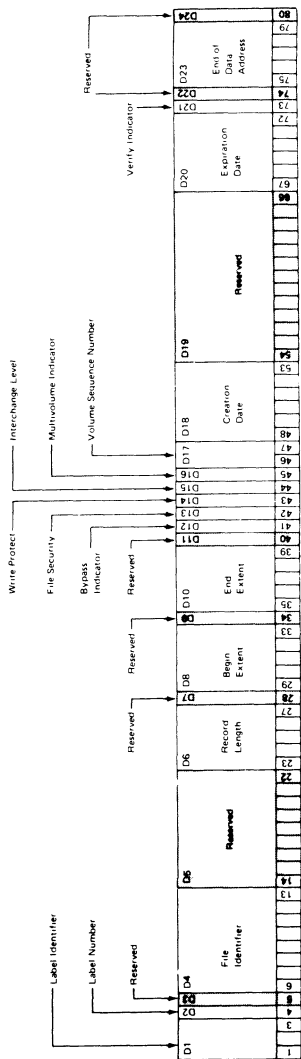 Label Identifier
Label Number
Reserved
Reserved
Reserved
Reserved
Bypass
Indicator
File Security
Write Protect
Interchange Level
Multivolume Indicator
Volume Sequence Number
Verify Indicator
Reserved
D1
D2
D3
D4
File
Identifier
D5
Reserved
D6
Record
Length
D7
D8
Begin
Extent
D9
D10
End
Extent
D11
D12
D13
D14
D15
D16
D17
D18
Creation
Date
D19
Reserved
D20
Expiration
Date
D21
D22
D23
End of
Data
Address
D24
1 3 4 5 6 13 14 22 23 27 28 29 33 34 35 39 40 41 42 43 44 45 46 47 48 53 54 66 67 72 73 74 75 79 80